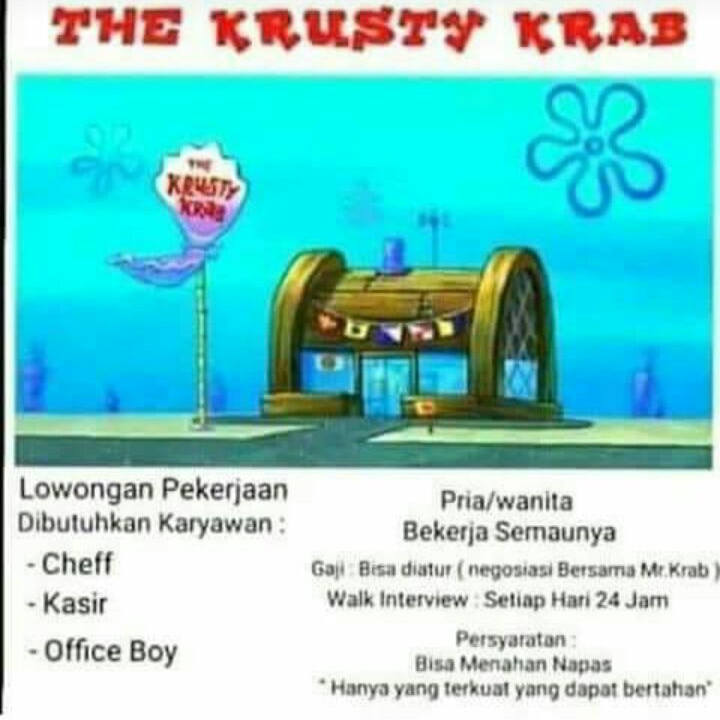 THE KRUSTY KRAB
THE
KRUSTY
KRAB
Lowongan Pekerjaan
Dibutuhkan Karyawan :
- Cheff
- Kasir
- Office Boy
Pria/wanita
Bekerja Semaunya
Gaji : Bisa diatur ( negosiasi Bersama Mr.Krab )
Walk Interview : Setiap Hari 24 Jam
Persyaratan :
Bisa Menahan Napas
" Hanya yang terkuat yang dapat bertahan"